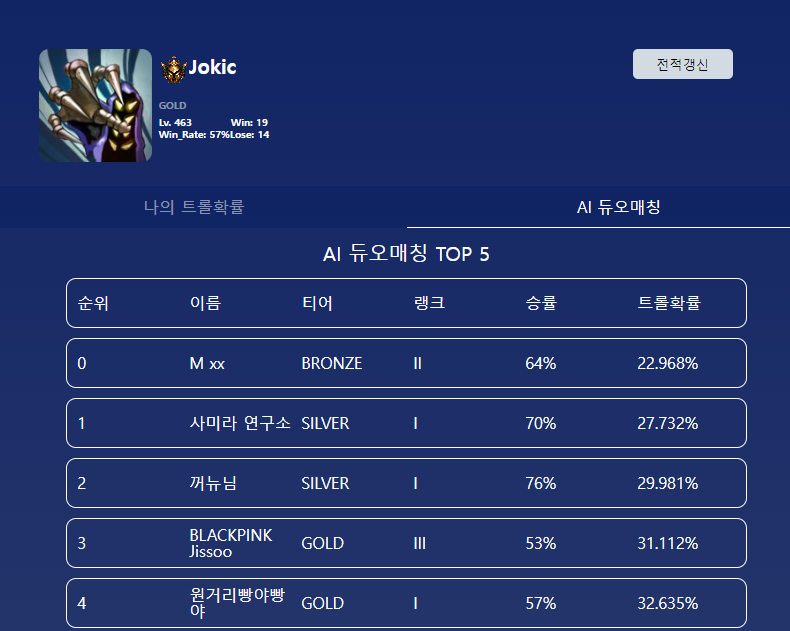 Jokic
전적갱신
GOLD
Lv. 463 Win: 19
Win_Rate: 57%Lose: 14
나의 트롤확률 AI 듀오매칭
AI 듀오매칭 TOP 5
순위 이름 티어 랭크 승률 트롤확률
0 M xx BRONZE II 64% 22.968%
1 사미라 연구소 SILVER I 70% 27.732%
2 꺼뉴님 SILVER I 76% 29.981%
3 BLACKPINK
Jissoo GOLD III 53% 31.112%
4 원거리빵야빵
야 GOLD I 57% 32.635%